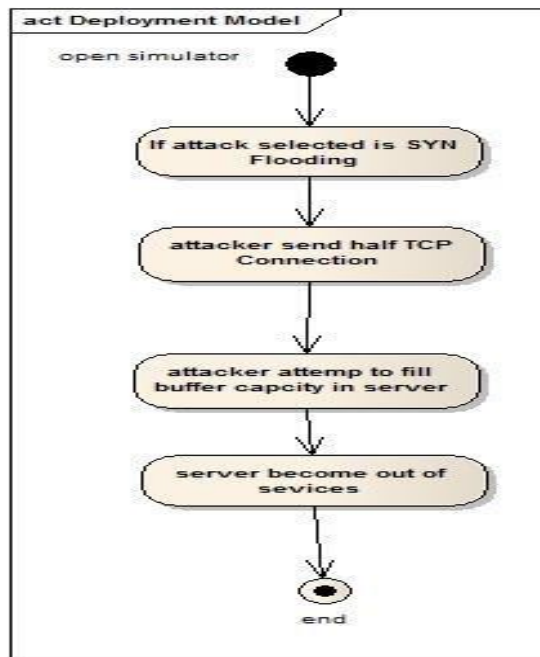 act Deployment Model
open simulator
If attack selected is SYN
Flooding
attacker send half TCP
Connection
attacker attemp to fill
buffer capcity in server
server become out of
sevices
end